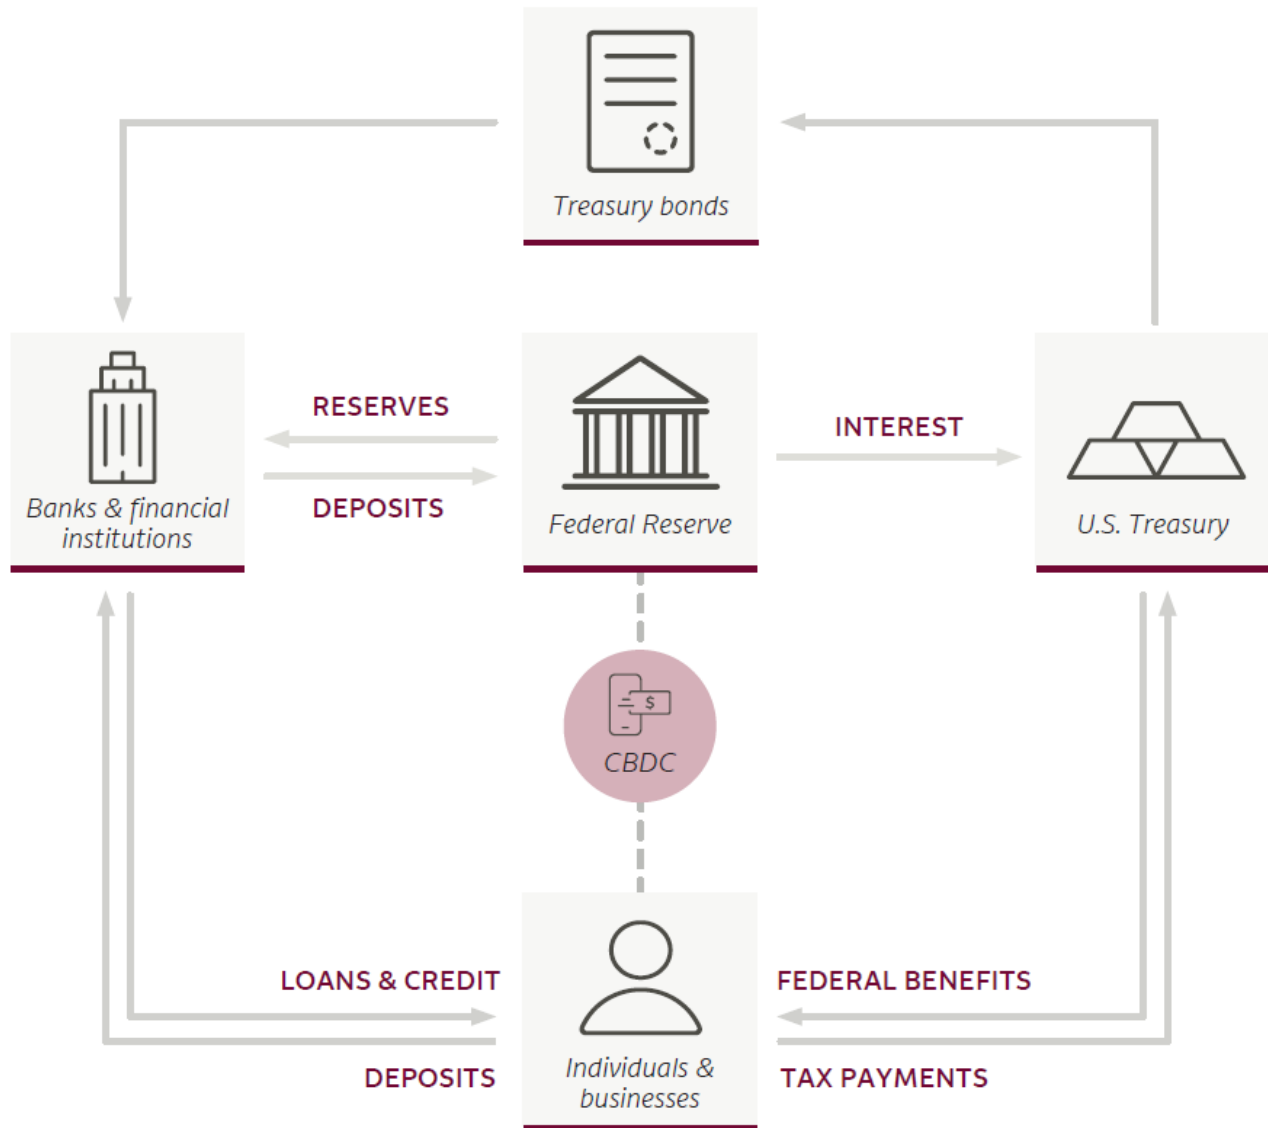 Treasury bonds
RESERVES
INTEREST
Banks & financial
institutions
DEPOSITS
Federal Reserve
U.S. Treasury
$
CBDC
LOANS & CREDIT
FEDERAL BENEFITS
DEPOSITS
Individuals &
businesses
TAX PAYMENTS